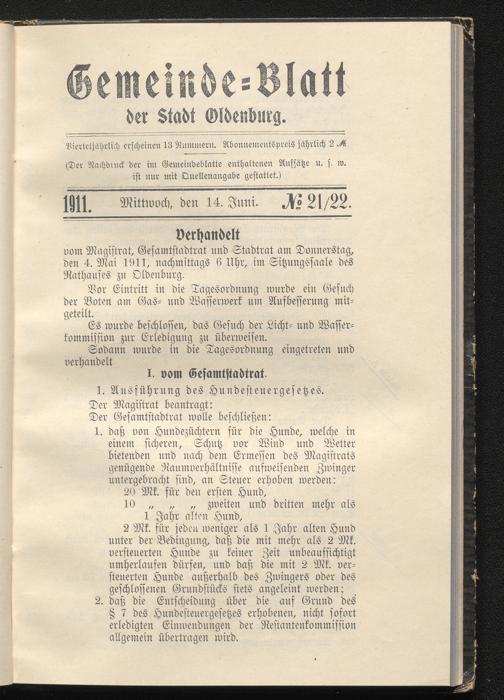 Gemeinde-Blatt
der Stadt Oldenburg.
Vierteljährlich erscheinen 13 Nummern. Abonnementspreis jährlich 2 ℳ
(Der Nachdruck der im Gemeindeblatte enthaltenen Aufsätze u. s. w.
ist nur mit Quellenangabe gestattet.)
1911. Mittwoch, den 14. Juni. № 21/22.
Verhandelt
vom Magistrat, Gesamtstadtrat und Stadtrat am Donnerstag,
den 4. Mai 1911, nachmittags 6 Uhr, im Sitzungssaale des
Rathauses zu Oldenburg.
Vor Eintritt in die Tagesordnung wurde ein Gesuch
der Boten am Gas- und Wasserwerk um Aufbesserung mit-
geteilt.
Es wurde beschlossen, das Gesuch der Licht- und Wasser-
kommission zur Erledigung zu überweisen.
Sodann wurde in die Tagesordnung eingetreten und
verhandelt
I. vom Gesamtstadtrat.
1. Ausführung des Hundesteuergesetzes.
Der Magistrat beantragt:
Der Gesamtstadtrat wolle beschließen:
1. daß von Hundezüchtern für die Hunde, welche in
einem sicheren, Schutz vor Wind und Wetter
bietenden und nach dem Ermessen des Magistrats
genügende Raumverhältnisse aufweisenden Zwinger
untergebracht sind, an Steuer erhoben werden:
20 Mk. für den ersten Hund,
10 „ „ „ zweiten und dritten mehr als
1 Jahr alten Hund,
2 Mk. für jeden weniger als 1 Jahr alten Hund
unter der Bedingung, daß die mit mehr als 2 Mk.
versteuerten Hunde zu keiner Zeit unbeaufsichtigt
umherlaufen dürfen, und daß die mit 2 Mk. ver-
steuerten Hunde außerhalb des Zwingers oder des
geschlossenen Grundstücks stets angeleint werden;
2. daß die Entscheidung über die auf Grund des
§ 7 des Hundesteuergesetzes erhobenen, nicht sofort
erledigten Einwendungen der Restantenkommission
allgemein übertragen wird.